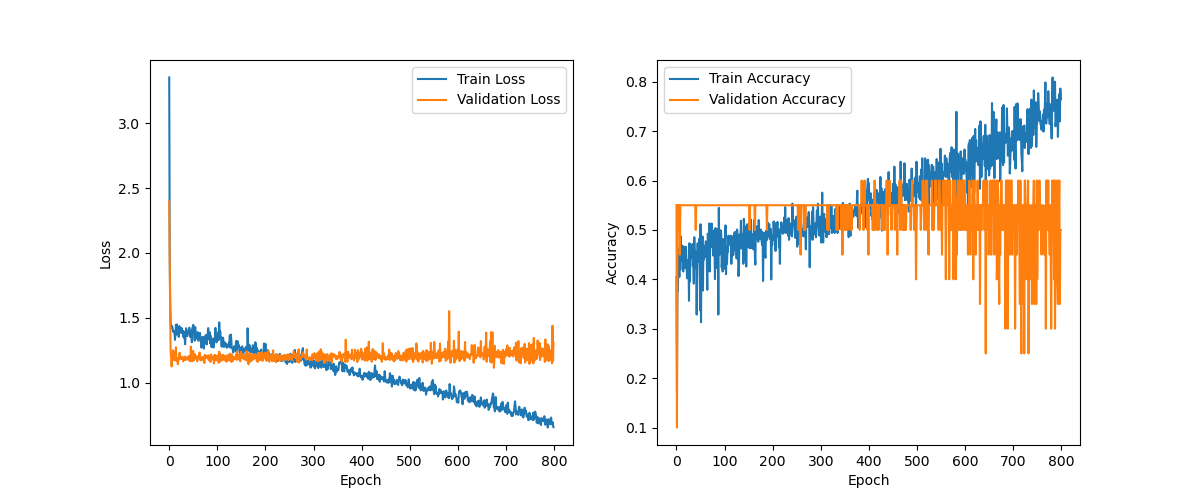 Train Loss
Validation Loss
3.0
2.5
2.0
1.5
1.0
Loss
0 100 200 300 400 500 600 700 800
Epoch
Train Accuracy
Validation Accuracy
0.8
0.7
0.6
0.5
0.4
0.3
0.2
0.1
Accuracy
0 100 200 300 400 500 600 700 800
Epoch